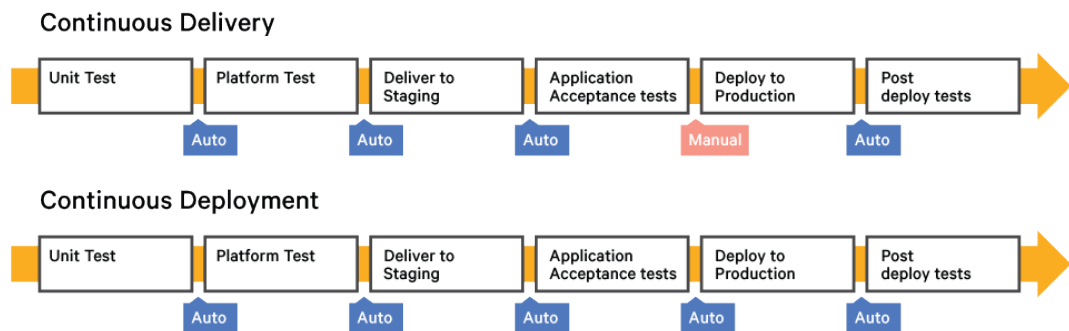 Continuous Delivery
Unit Test
Platform Test
Deliver to
Staging
Application
Acceptance tests
Deploy to
Production
Post
deploy tests
Auto
Auto
Auto
Manual
Auto
Continuous Deployment
Unit Test
Platform Test
Deliver to
Staging
Application
Acceptance tests
Deploy to
Production
Post
deploy tests
Auto
Auto
Auto
Auto
Auto